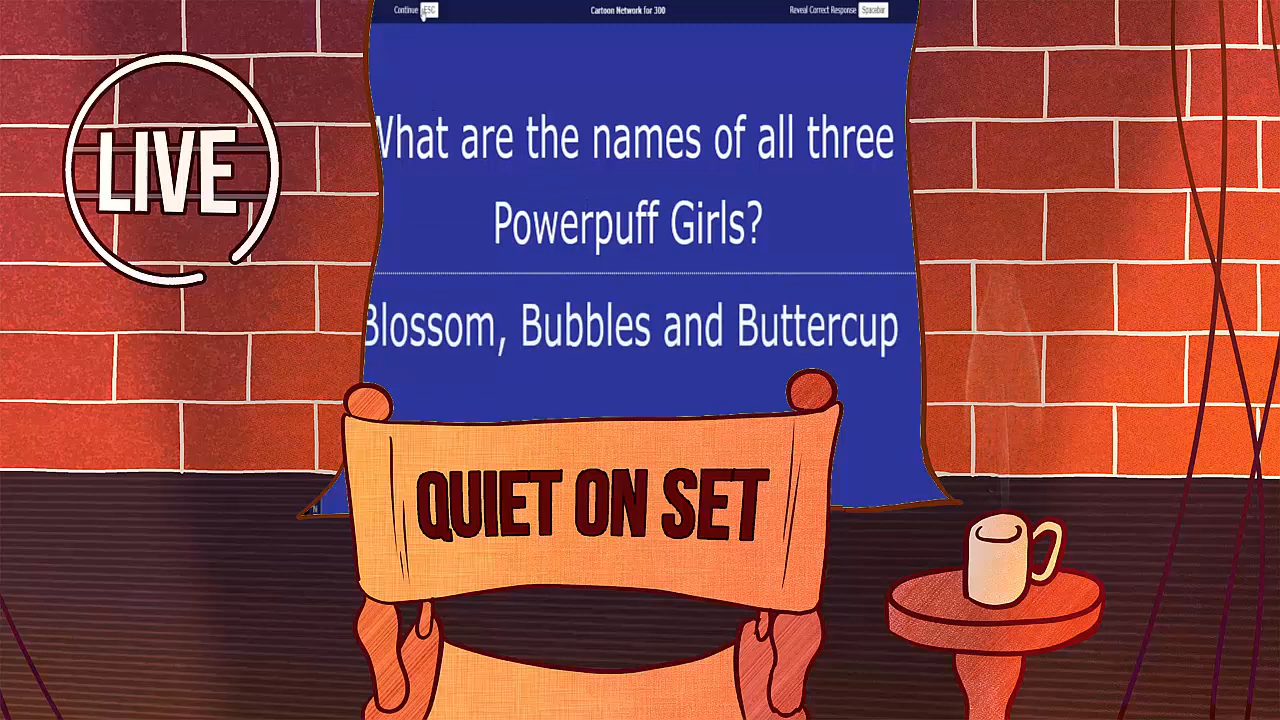 Continue ESC Cartoon Network for 300 Reveal Correct Response Spacebar
What are the names of all three
Powerpuff Girls?
Blossom, Bubbles and Buttercup
LIVE
QUIET ON SET